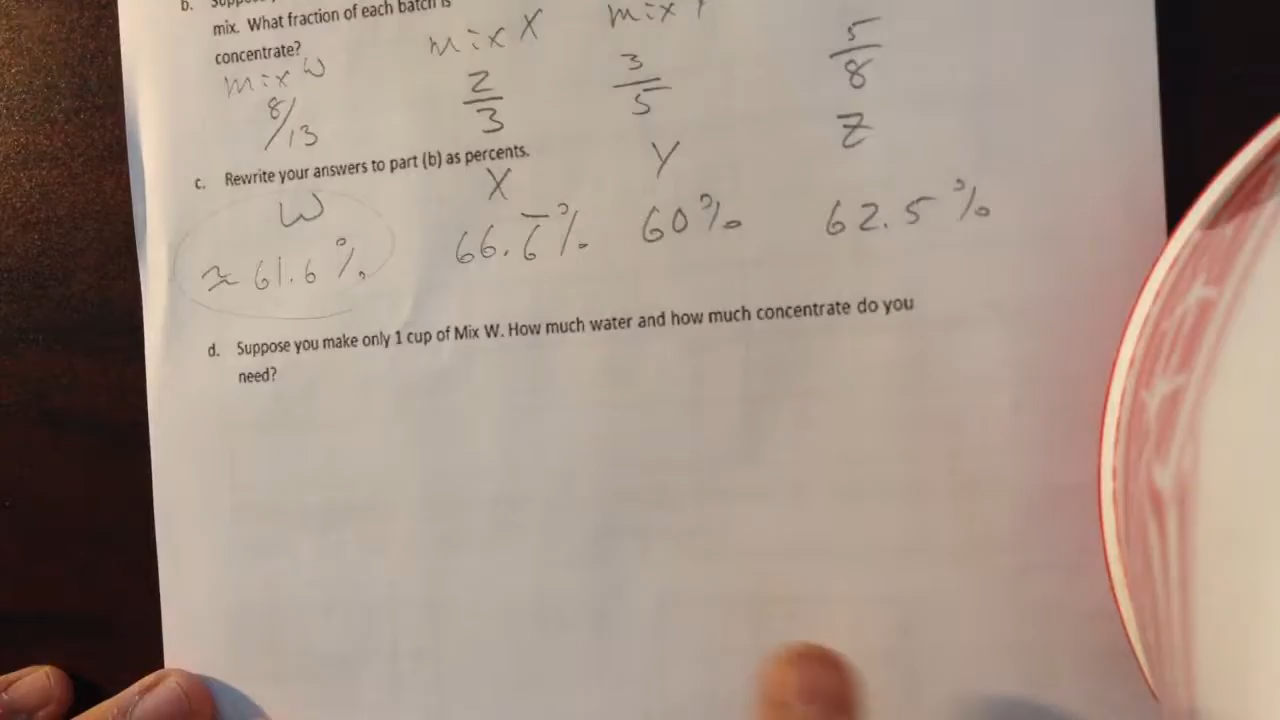 b.
mix. What fraction of each batch is
concentrate?
mix W
8/13
mix X
2/3
mix
3/5
5/8
Z
c. Rewrite your answers to part (b) as percents.
W
≈ 61.6%
X
66.6̅%
Y
60%
62.5%
d. Suppose you make only 1 cup of Mix W. How much water and how much concentrate do you
need?